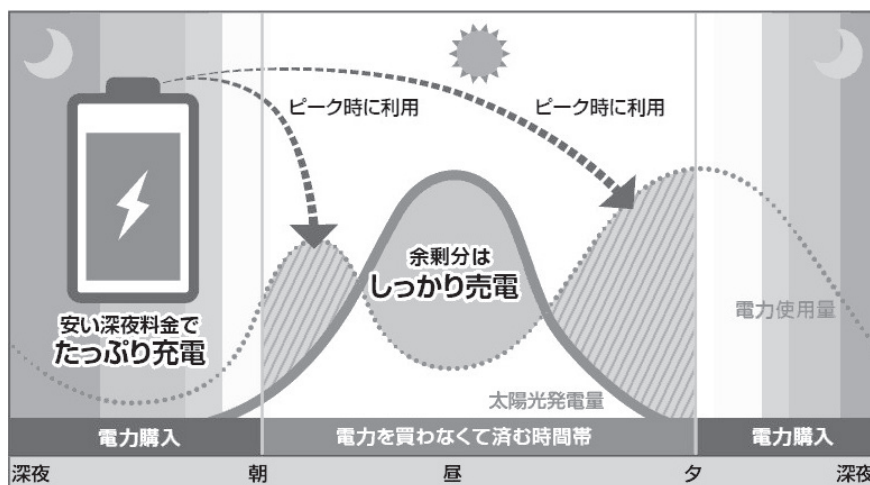 ピーク時に利用
ピーク時に利用
余剰分は
しっかり売電
安い深夜料金で
たっぷり充電
電力使用量
太陽光発電量
電力購入
電力を買わなくて済む時間帯
電力購入
深夜
朝
昼
夕
深夜